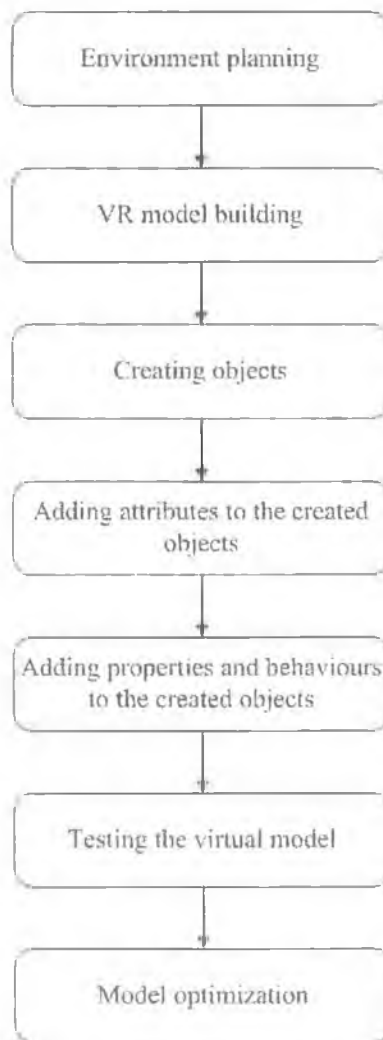 Environment planning
VR model building
Creating objects
Adding attributes to the created
objects
Adding properties and behaviours
to the created objects
Testing the virtual model
Model optimization